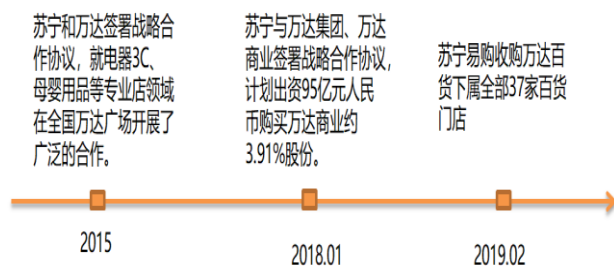 苏宁和万达签署战略合
作协议，就电器3C、
母婴用品等专业店领域
在全国万达广场开展了
广泛的合作。
苏宁与万达集团、万达
商业签署战略合作协议，
计划出资95亿元人民
币购买万达商业约
3.91%股份。
苏宁易购收购万达百
货下属全部37家百货
门店
2015
2018.01
2019.02